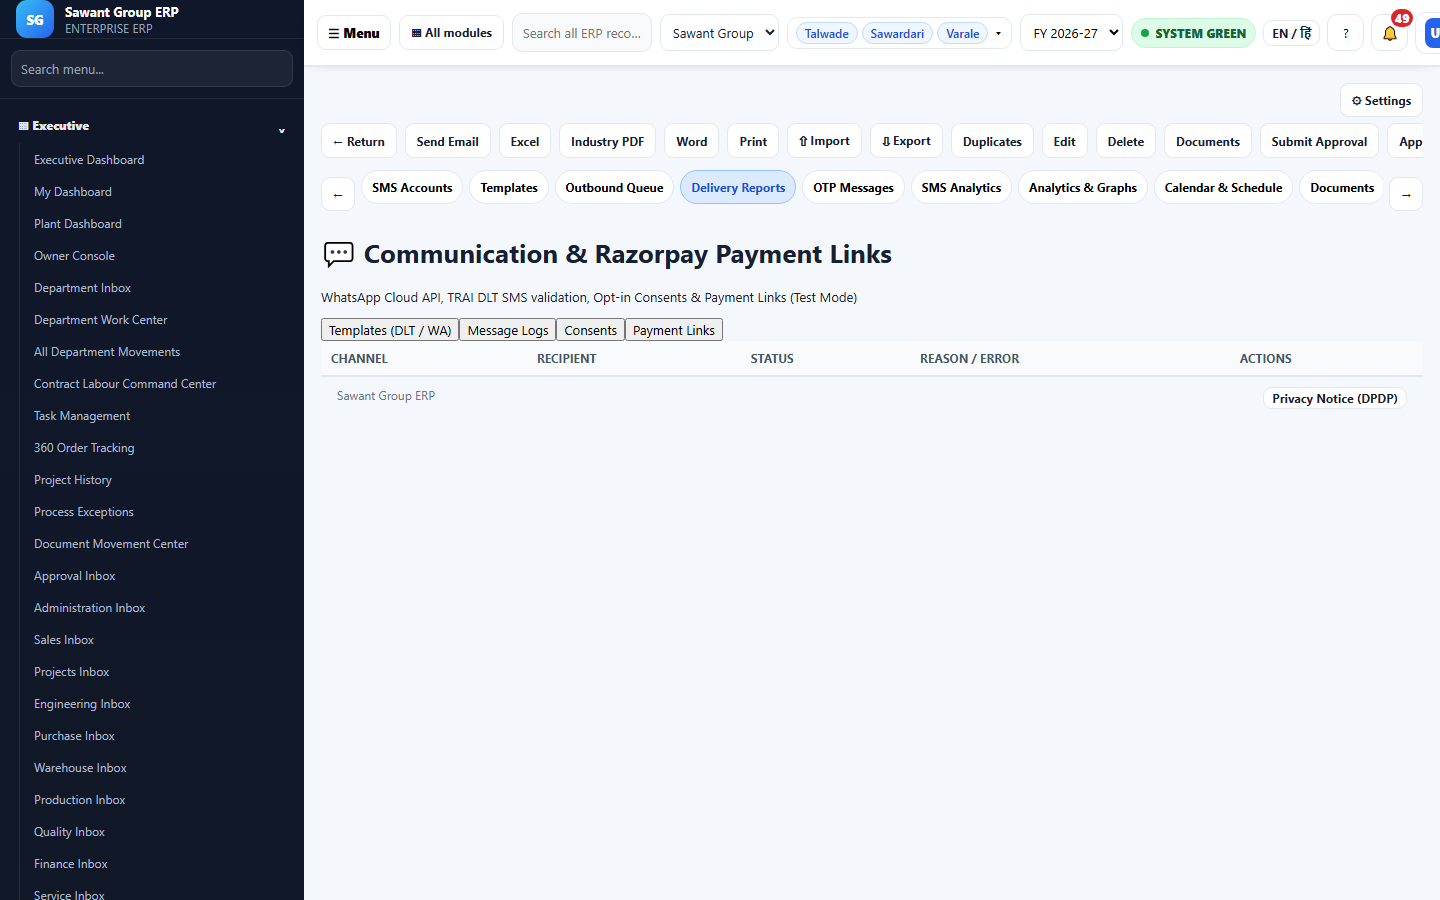 SG
Sawant Group ERP
ENTERPRISE ERP
Search menu...
Executive
Executive Dashboard
My Dashboard
Plant Dashboard
Owner Console
Department Inbox
Department Work Center
All Department Movements
Contract Labour Command Center
Task Management
360 Order Tracking
Project History
Process Exceptions
Document Movement Center
Approval Inbox
Administration Inbox
Sales Inbox
Projects Inbox
Engineering Inbox
Purchase Inbox
Warehouse Inbox
Production Inbox
Quality Inbox
Finance Inbox
Service Inbox
☰ Menu
All modules
Search all ERP reco...
Sawant Group
Talwade
Sawardari
Varale
FY 2026-27
SYSTEM GREEN
EN / हिं
?
49
U
⚙ Settings
← Return
Send Email
Excel
Industry PDF
Word
Print
⇧ Import
⇩ Export
Duplicates
Edit
Delete
Documents
Submit Approval
App
←
SMS Accounts
Templates
Outbound Queue
Delivery Reports
OTP Messages
SMS Analytics
Analytics & Graphs
Calendar & Schedule
Documents
→
Communication & Razorpay Payment Links
WhatsApp Cloud API, TRAI DLT SMS validation, Opt-in Consents & Payment Links (Test Mode)
Templates (DLT / WA)
Message Logs
Consents
Payment Links
CHANNEL
RECIPIENT
STATUS
REASON / ERROR
ACTIONS
Sawant Group ERP
Privacy Notice (DPDP)